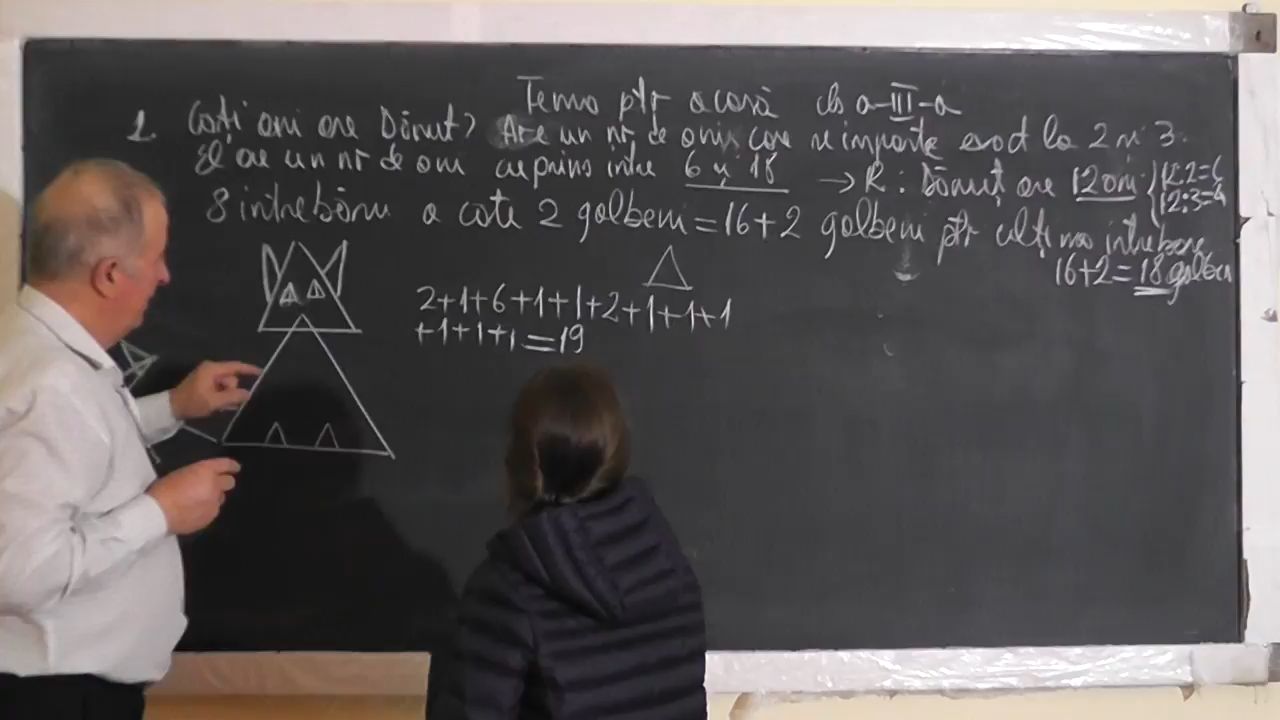 Tema ptr acasă cls a-III-a
1. Câți ani are Dănuț? Are un nr de ani care se împarte exact la 2 și 3.
El are un nr de ani cuprins între 6 și 18 → R: Dănuț are 12 ani { 12:2=6
12:3=4
8 întrebări a câte 2 galbeni = 16+2 galbeni ptr ultima întrebare
16+2 = 18 galbeni
2+1+6+1+1+2+1+1+1
+1+1+1 = 19